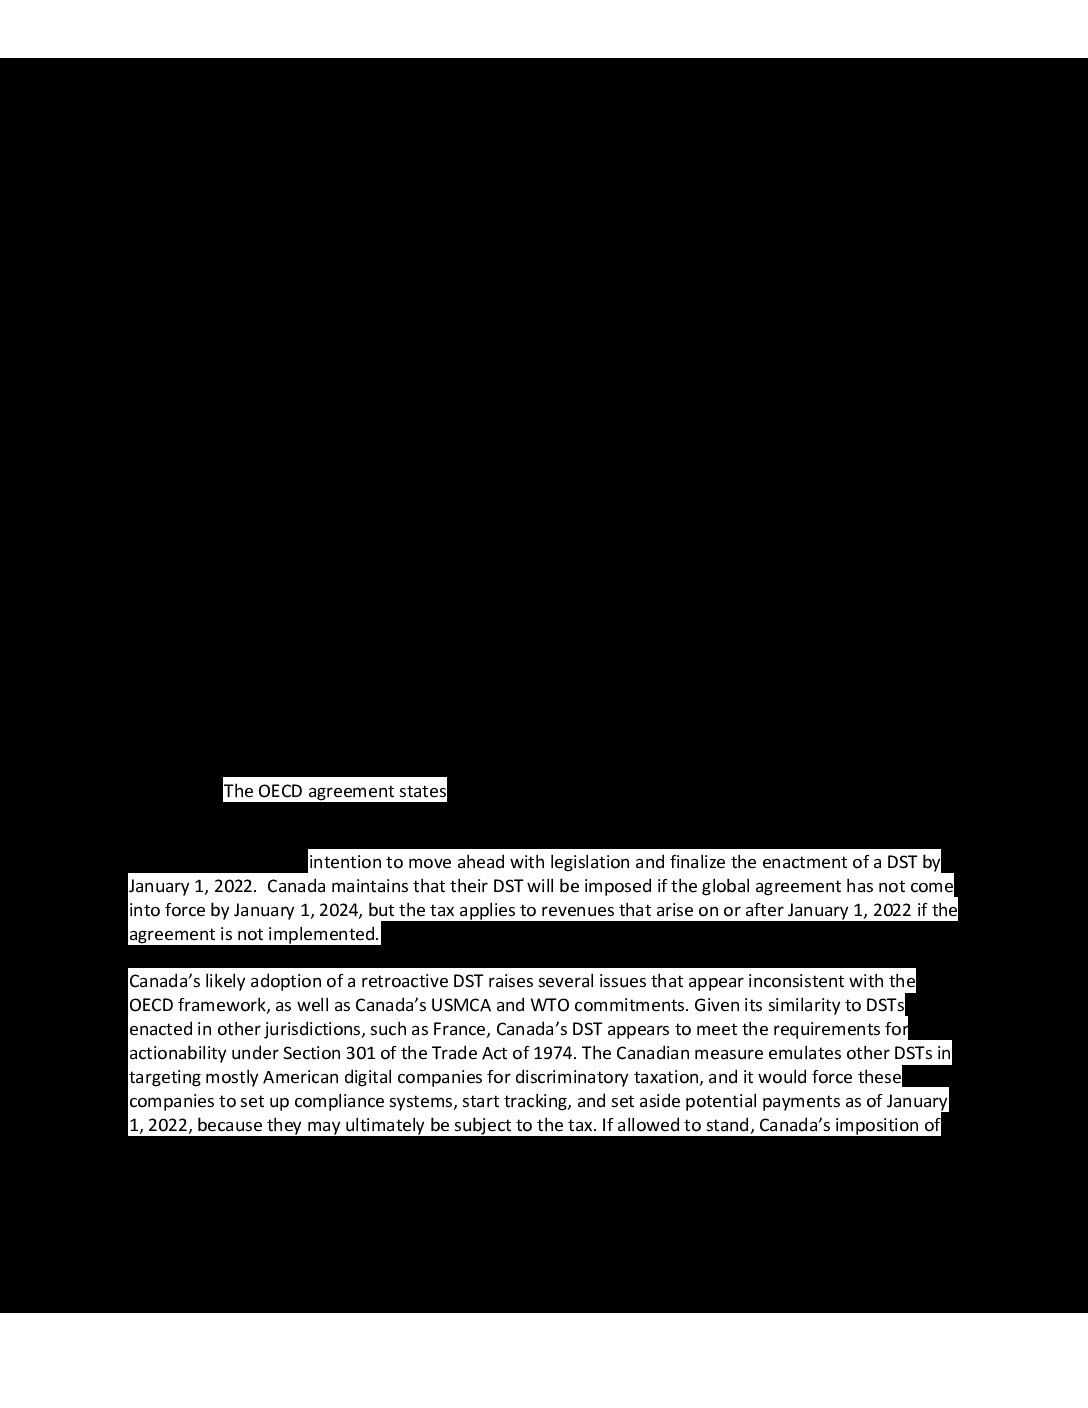 The OECD agreement states
intention to move ahead with legislation and finalize the enactment of a DST by
January 1, 2022.  Canada maintains that their DST will be imposed if the global agreement has not come
into force by January 1, 2024, but the tax applies to revenues that arise on or after January 1, 2022 if the
agreement is not implemented.
Canada’s likely adoption of a retroactive DST raises several issues that appear inconsistent with the
OECD framework, as well as Canada’s USMCA and WTO commitments. Given its similarity to DSTs
enacted in other jurisdictions, such as France, Canada’s DST appears to meet the requirements for
actionability under Section 301 of the Trade Act of 1974. The Canadian measure emulates other DSTs in
targeting mostly American digital companies for discriminatory taxation, and it would force these
companies to set up compliance systems, start tracking, and set aside potential payments as of January
1, 2022, because they may ultimately be subject to the tax. If allowed to stand, Canada’s imposition of